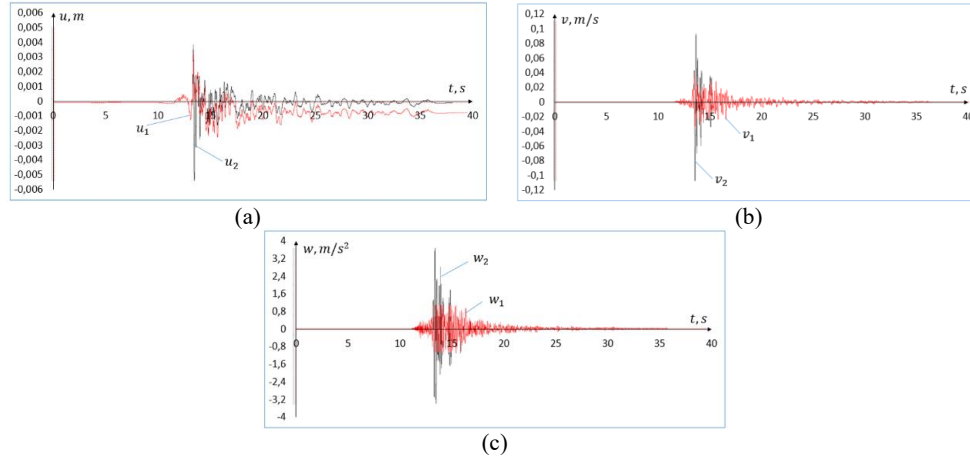 u, m
0,006
0,005
0,004
0,003
0,002
0,001
0
-0,001
-0,002
-0,003
-0,004
-0,005
-0,006
0 5 10 15 20 25 30 35 40
t, s
u₁
u₂
(a)
v, m/s
0,12
0,1
0,08
0,06
0,04
0,02
0
-0,02
-0,04
-0,06
-0,08
-0,1
-0,12
0 5 10 15 20 25 30 35 40
t, s
v₁
v₂
(b)
w, m/s²
4
3,2
2,4
1,6
0,8
0
-0,8
-1,6
-2,4
-3,2
-4
0 5 10 15 20 25 30 35 40
t, s
w₂
w₁
(c)